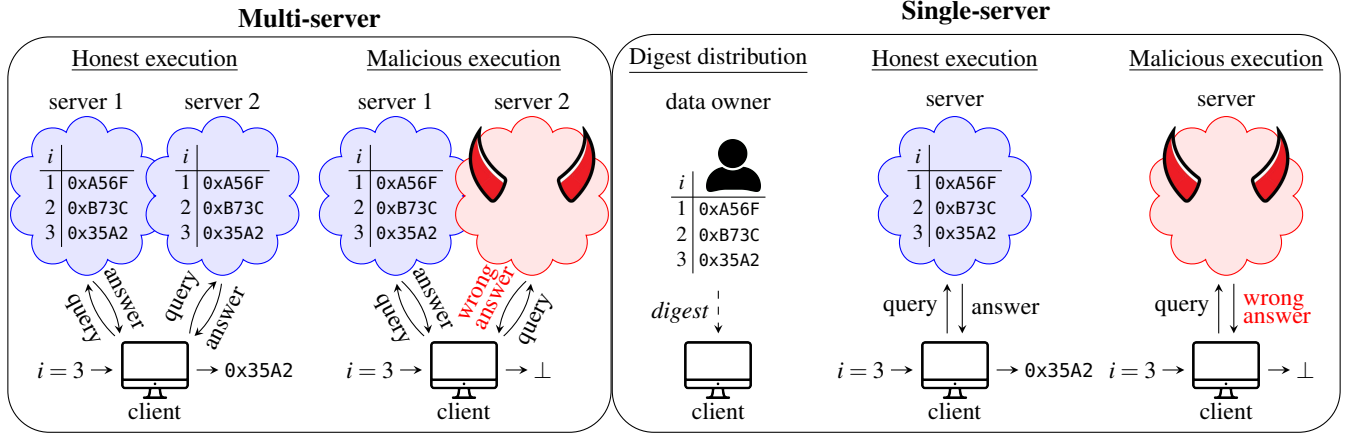 Multi-server
Honest execution
server 1 server 2
i
1 0xA56F
2 0xB73C
3 0x35A2
i
1 0xA56F
2 0xB73C
3 0x35A2
query
answer
query
answer
i = 3 → → 0x35A2
client
Malicious execution
server 1 server 2
i
1 0xA56F
2 0xB73C
3 0x35A2
query
answer
wrong
answer
query
i = 3 → → ⊥
client
Single-server
Digest distribution
data owner
i
1 0xA56F
2 0xB73C
3 0x35A2
digest
client
Honest execution
server
i
1 0xA56F
2 0xB73C
3 0x35A2
query answer
i = 3 → → 0x35A2
client
Malicious execution
server
query
wrong
answer
i = 3 → → ⊥
client